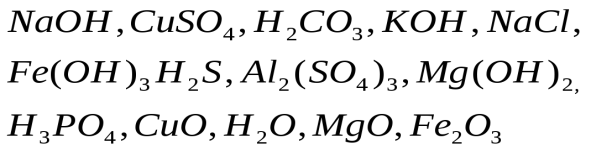 NaOH, CuSO₄, H₂CO₃, KOH, NaCl,
Fe(OH)₃ H₂S, Al₂(SO₄)₃, Mg(OH)₂,
H₃PO₄, CuO, H₂O, MgO, Fe₂O₃